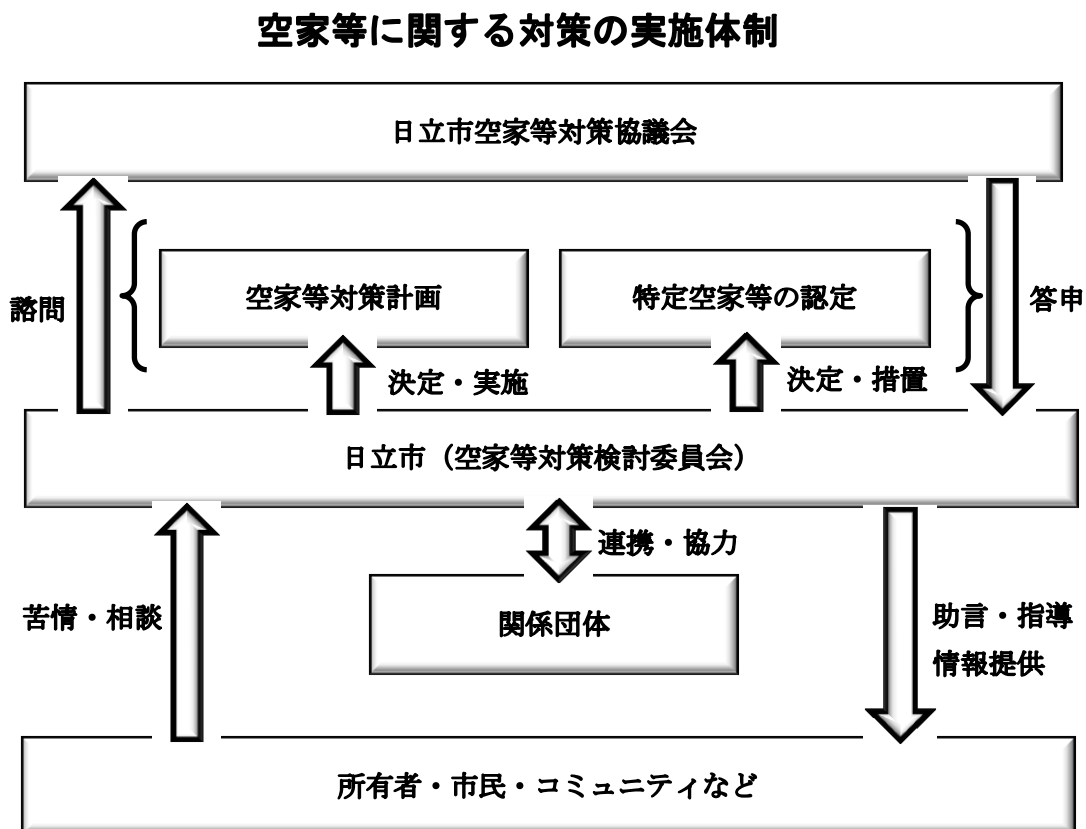 空家等に関する対策の実施体制
日立市空家等対策協議会
諮問
空家等対策計画
特定空家等の認定
答申
決定・実施
決定・措置
日立市（空家等対策検討委員会）
連携・協力
苦情・相談
関係団体
助言・指導
情報提供
所有者・市民・コミュニティなど